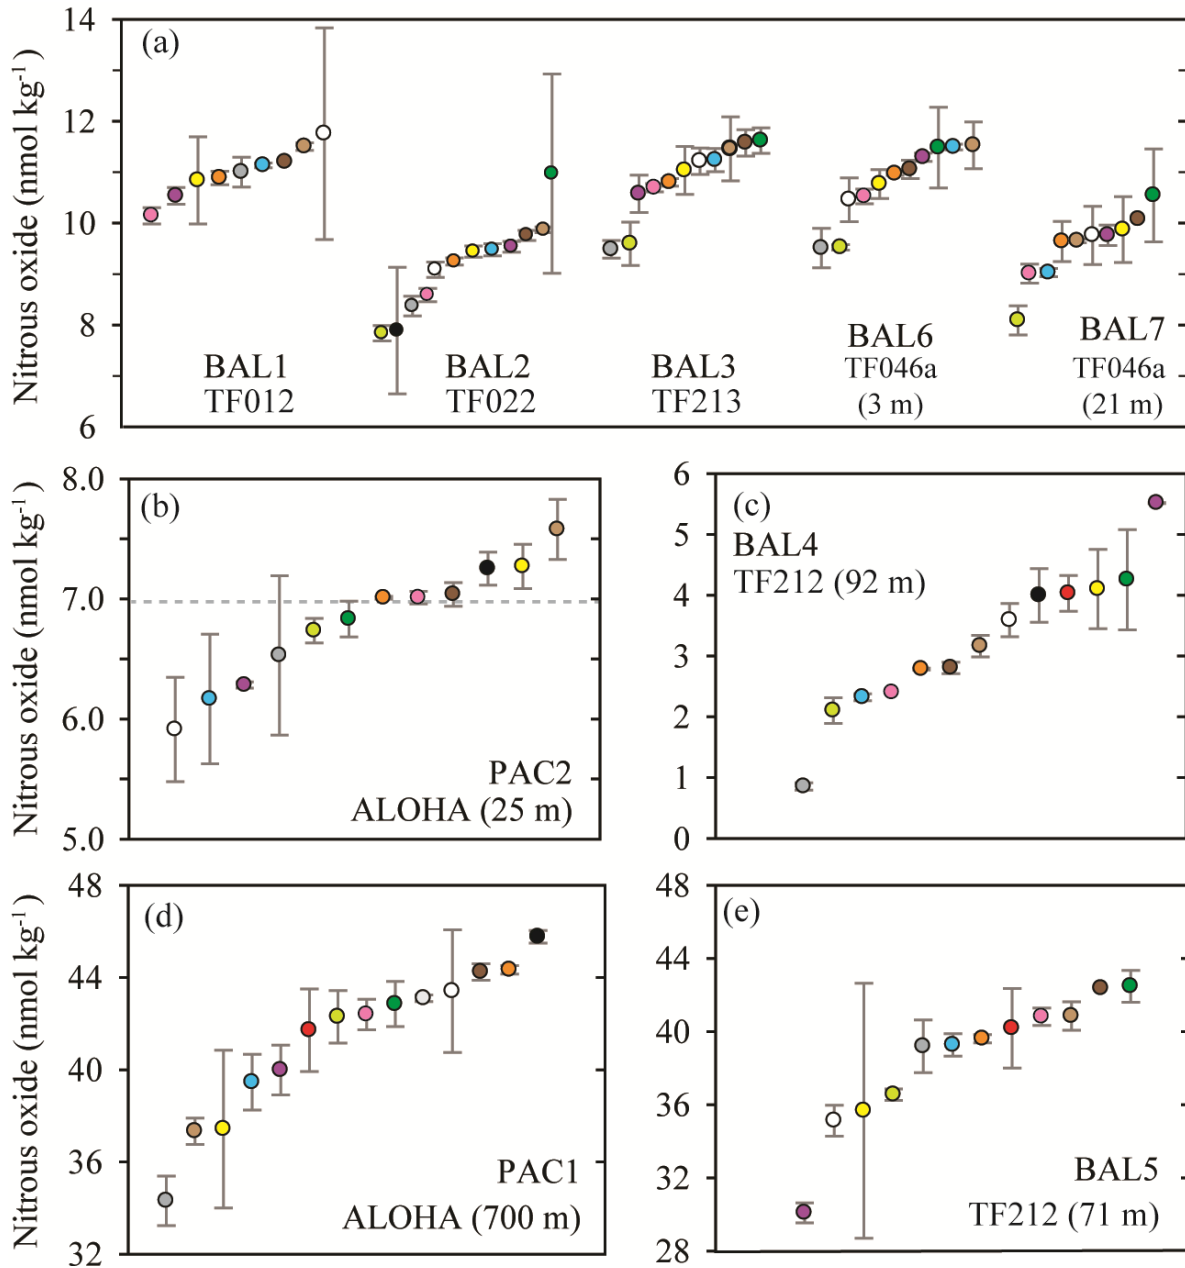 Nitrous oxide (nmol kg⁻¹)
14
12
10
8
6
(a)
BAL1
TF012
BAL2
TF022
BAL3
TF213
BAL6
TF046a
(3 m)
BAL7
TF046a
(21 m)
Nitrous oxide (nmol kg⁻¹)
8.0
7.0
6.0
5.0
(b)
PAC2
ALOHA (25 m)
6
5
4
3
2
1
0
(c)
BAL4
TF212 (92 m)
Nitrous oxide (nmol kg⁻¹)
48
44
40
36
32
(d)
PAC1
ALOHA (700 m)
48
44
40
36
32
28
(e)
BAL5
TF212 (71 m)